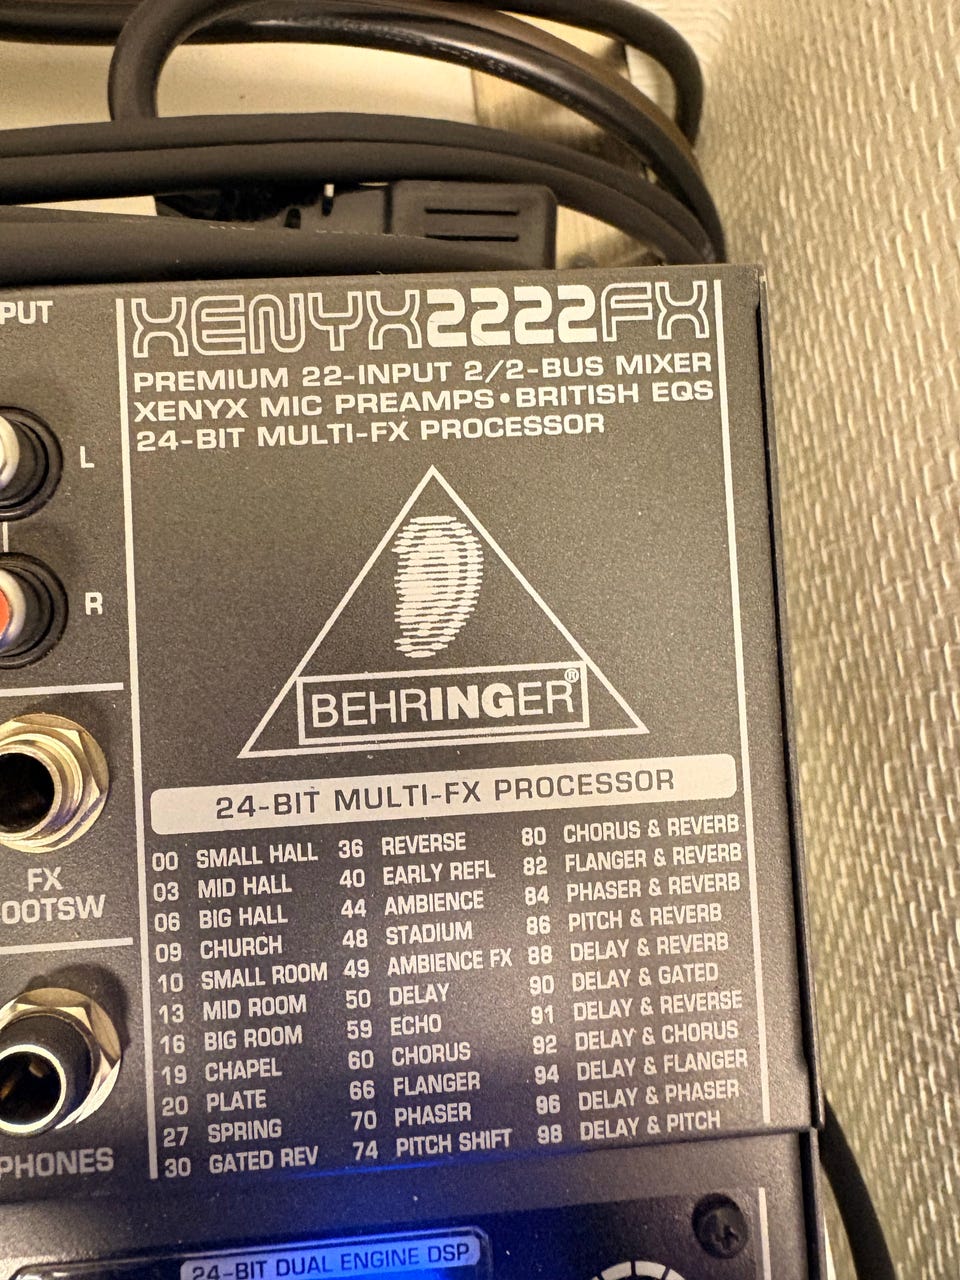 PUT
XENYX2222FX
PREMIUM 22-INPUT 2/2-BUS MIXER
XENYX MIC PREAMPS•BRITISH EQS
24-BIT MULTI-FX PROCESSOR
L
R
BEHRINGER®
24-BIT MULTI-FX PROCESSOR
FX
OOTSW
PHONES
00 SMALL HALL
03 MID HALL
06 BIG HALL
09 CHURCH
10 SMALL ROOM
13 MID ROOM
16 BIG ROOM
19 CHAPEL
20 PLATE
27 SPRING
30 GATED REV
36 REVERSE
40 EARLY REFL
44 AMBIENCE
48 STADIUM
49 AMBIENCE FX
50 DELAY
59 ECHO
60 CHORUS
66 FLANGER
70 PHASER
74 PITCH SHIFT
80 CHORUS & REVERB
82 FLANGER & REVERB
84 PHASER & REVERB
86 PITCH & REVERB
88 DELAY & REVERB
90 DELAY & GATED
91 DELAY & REVERSE
92 DELAY & CHORUS
94 DELAY & FLANGER
96 DELAY & PHASER
98 DELAY & PITCH
24-BIT DUAL ENGINE DSP